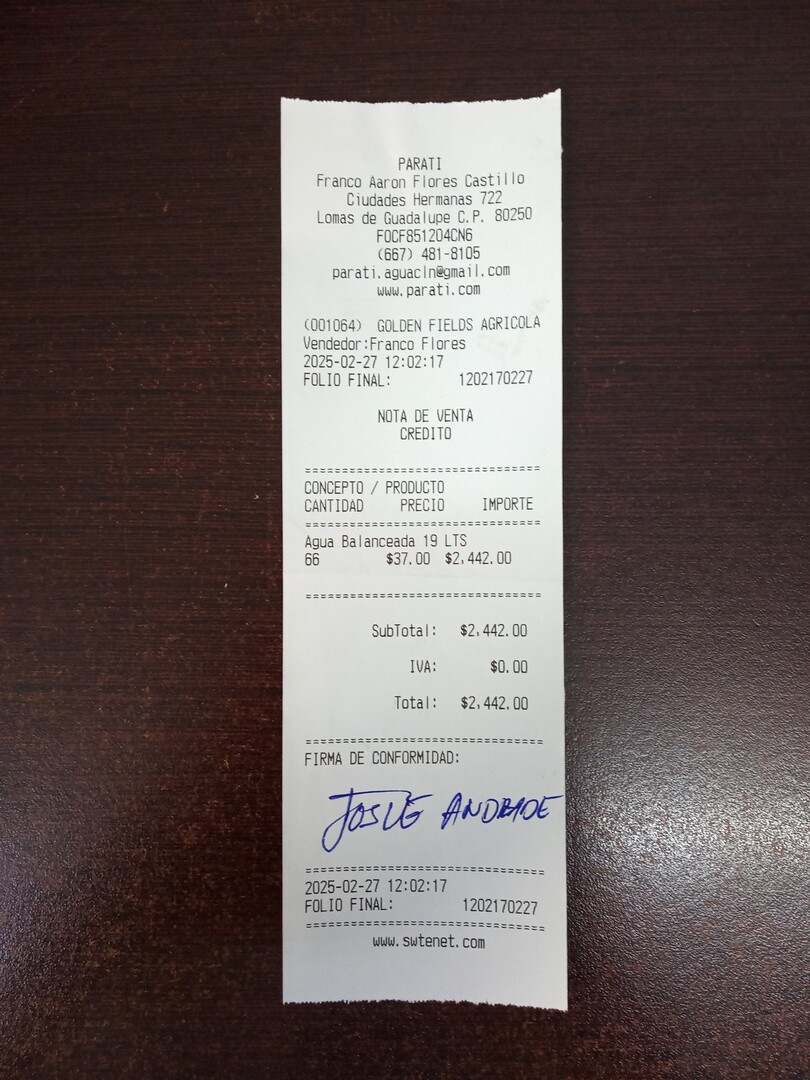 PARATI
Franco Aaron Flores Castillo
Ciudades Hermanas 722
Lomas de Guadalupe C.P. 80250
FOCF851204CN6
(667) 481-8105
parati.aguacln@gmail.com
www.parati.com
(001064) GOLDEN FIELDS AGRICOLA
Vendedor:Franco Flores
2025-02-27 12:02:17
FOLIO FINAL: 1202170227
NOTA DE VENTA
CREDITO
================================
CONCEPTO / PRODUCTO
CANTIDAD PRECIO IMPORTE
================================
Agua Balanceada 19 LTS
66 $37.00 $2,442.00
================================
SubTotal: $2,442.00
IVA: $0.00
Total: $2,442.00
================================
FIRMA DE CONFORMIDAD:
JOSUE ANDRADE
================================
2025-02-27 12:02:17
FOLIO FINAL: 1202170227
================================
www.swtenet.com